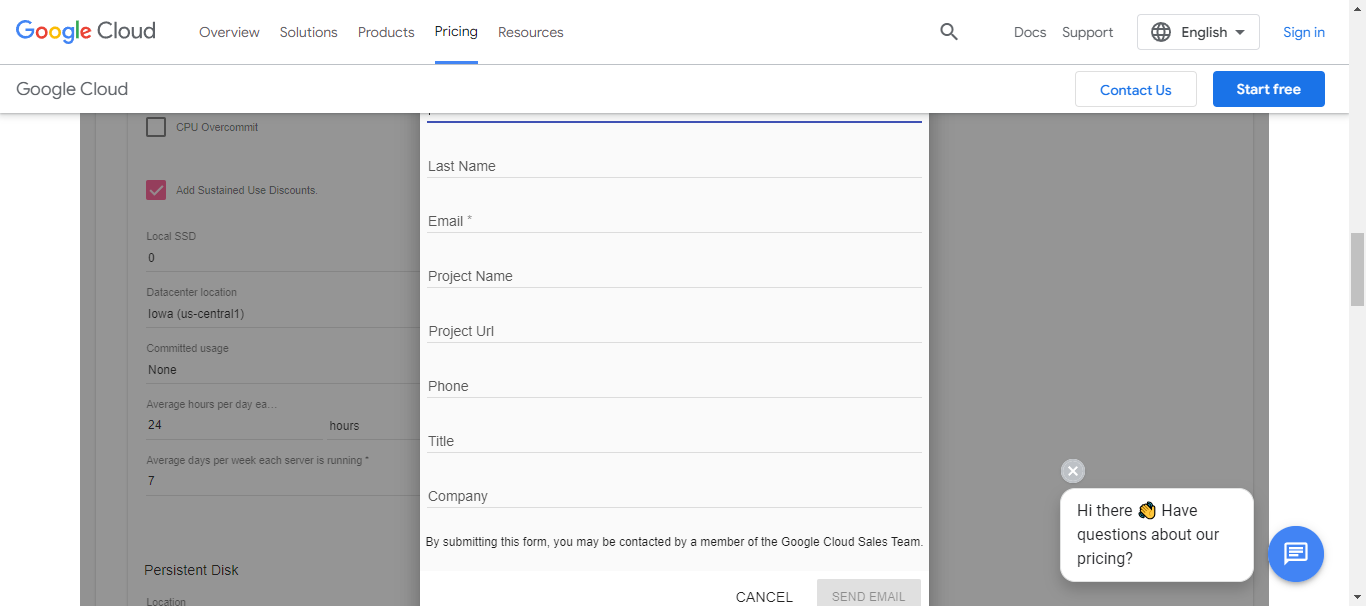 Google Cloud
Overview
Solutions
Products
Pricing
Resources
Docs
Support
English
Sign in
Google Cloud
Contact Us
Start free
CPU Overcommit
Add Sustained Use Discounts.
Local SSD
0
Datacenter location
Iowa (us-central1)
Committed usage
None
Average hours per day ea...
24
hours
Average days per week each server is running *
7
Persistent Disk
Location
Last Name
Email *
Project Name
Project Url
Phone
Title
Company
By submitting this form, you may be contacted by a member of the Google Cloud Sales Team.
CANCEL
SEND EMAIL
Hi there 👋 Have
questions about our
pricing?